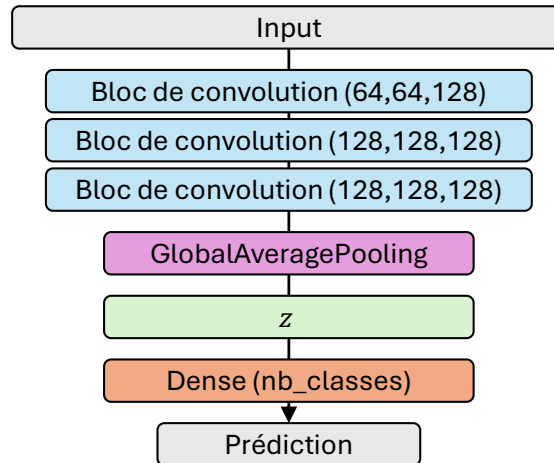 Input
Bloc de convolution (64,64,128)
Bloc de convolution (128,128,128)
Bloc de convolution (128,128,128)
GlobalAveragePooling
z
Dense (nb_classes)
Prédiction